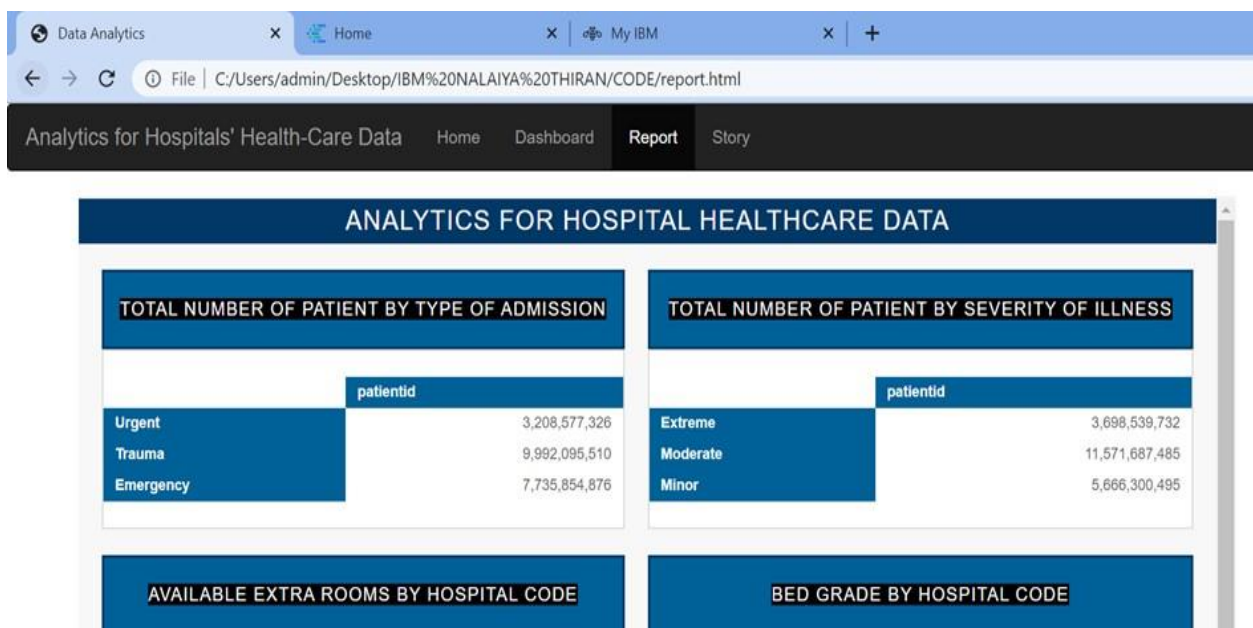 Data Analytics Home My IBM
File | C:/Users/admin/Desktop/IBM%20NALAIYA%20THIRAN/CODE/report.html
Analytics for Hospitals' Health-Care Data Home Dashboard Report Story
ANALYTICS FOR HOSPITAL HEALTHCARE DATA
TOTAL NUMBER OF PATIENT BY TYPE OF ADMISSION
patientid
Urgent 3,208,577,326
Trauma 9,992,095,510
Emergency 7,735,854,876
TOTAL NUMBER OF PATIENT BY SEVERITY OF ILLNESS
patientid
Extreme 3,698,539,732
Moderate 11,571,687,485
Minor 5,666,300,495
AVAILABLE EXTRA ROOMS BY HOSPITAL CODE
BED GRADE BY HOSPITAL CODE